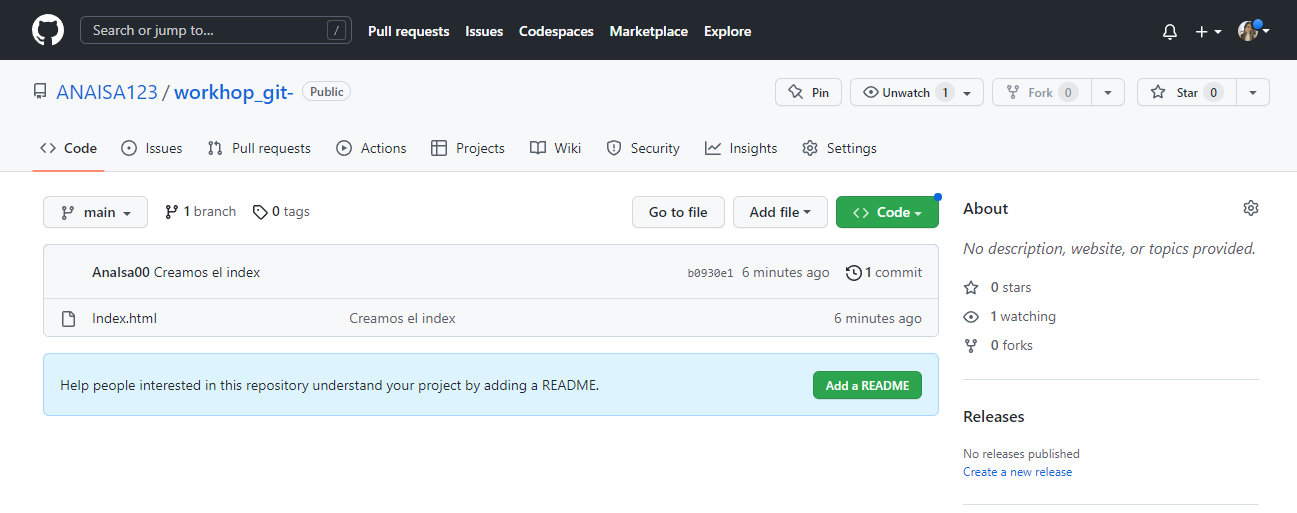 Search or jump to... / Pull requests Issues Codespaces Marketplace Explore
ANAISA123 / workhop_git- Public Pin Unwatch 1 Fork 0 Star 0
Code Issues Pull requests Actions Projects Wiki Security Insights Settings
main 1 branch 0 tags Go to file Add file Code
AnaIsa00 Creamos el index b0930e1 6 minutes ago 1 commit
Index.html Creamos el index 6 minutes ago
Help people interested in this repository understand your project by adding a README. Add a README
About
No description, website, or topics provided.
0 stars
1 watching
0 forks
Releases
No releases published
Create a new release